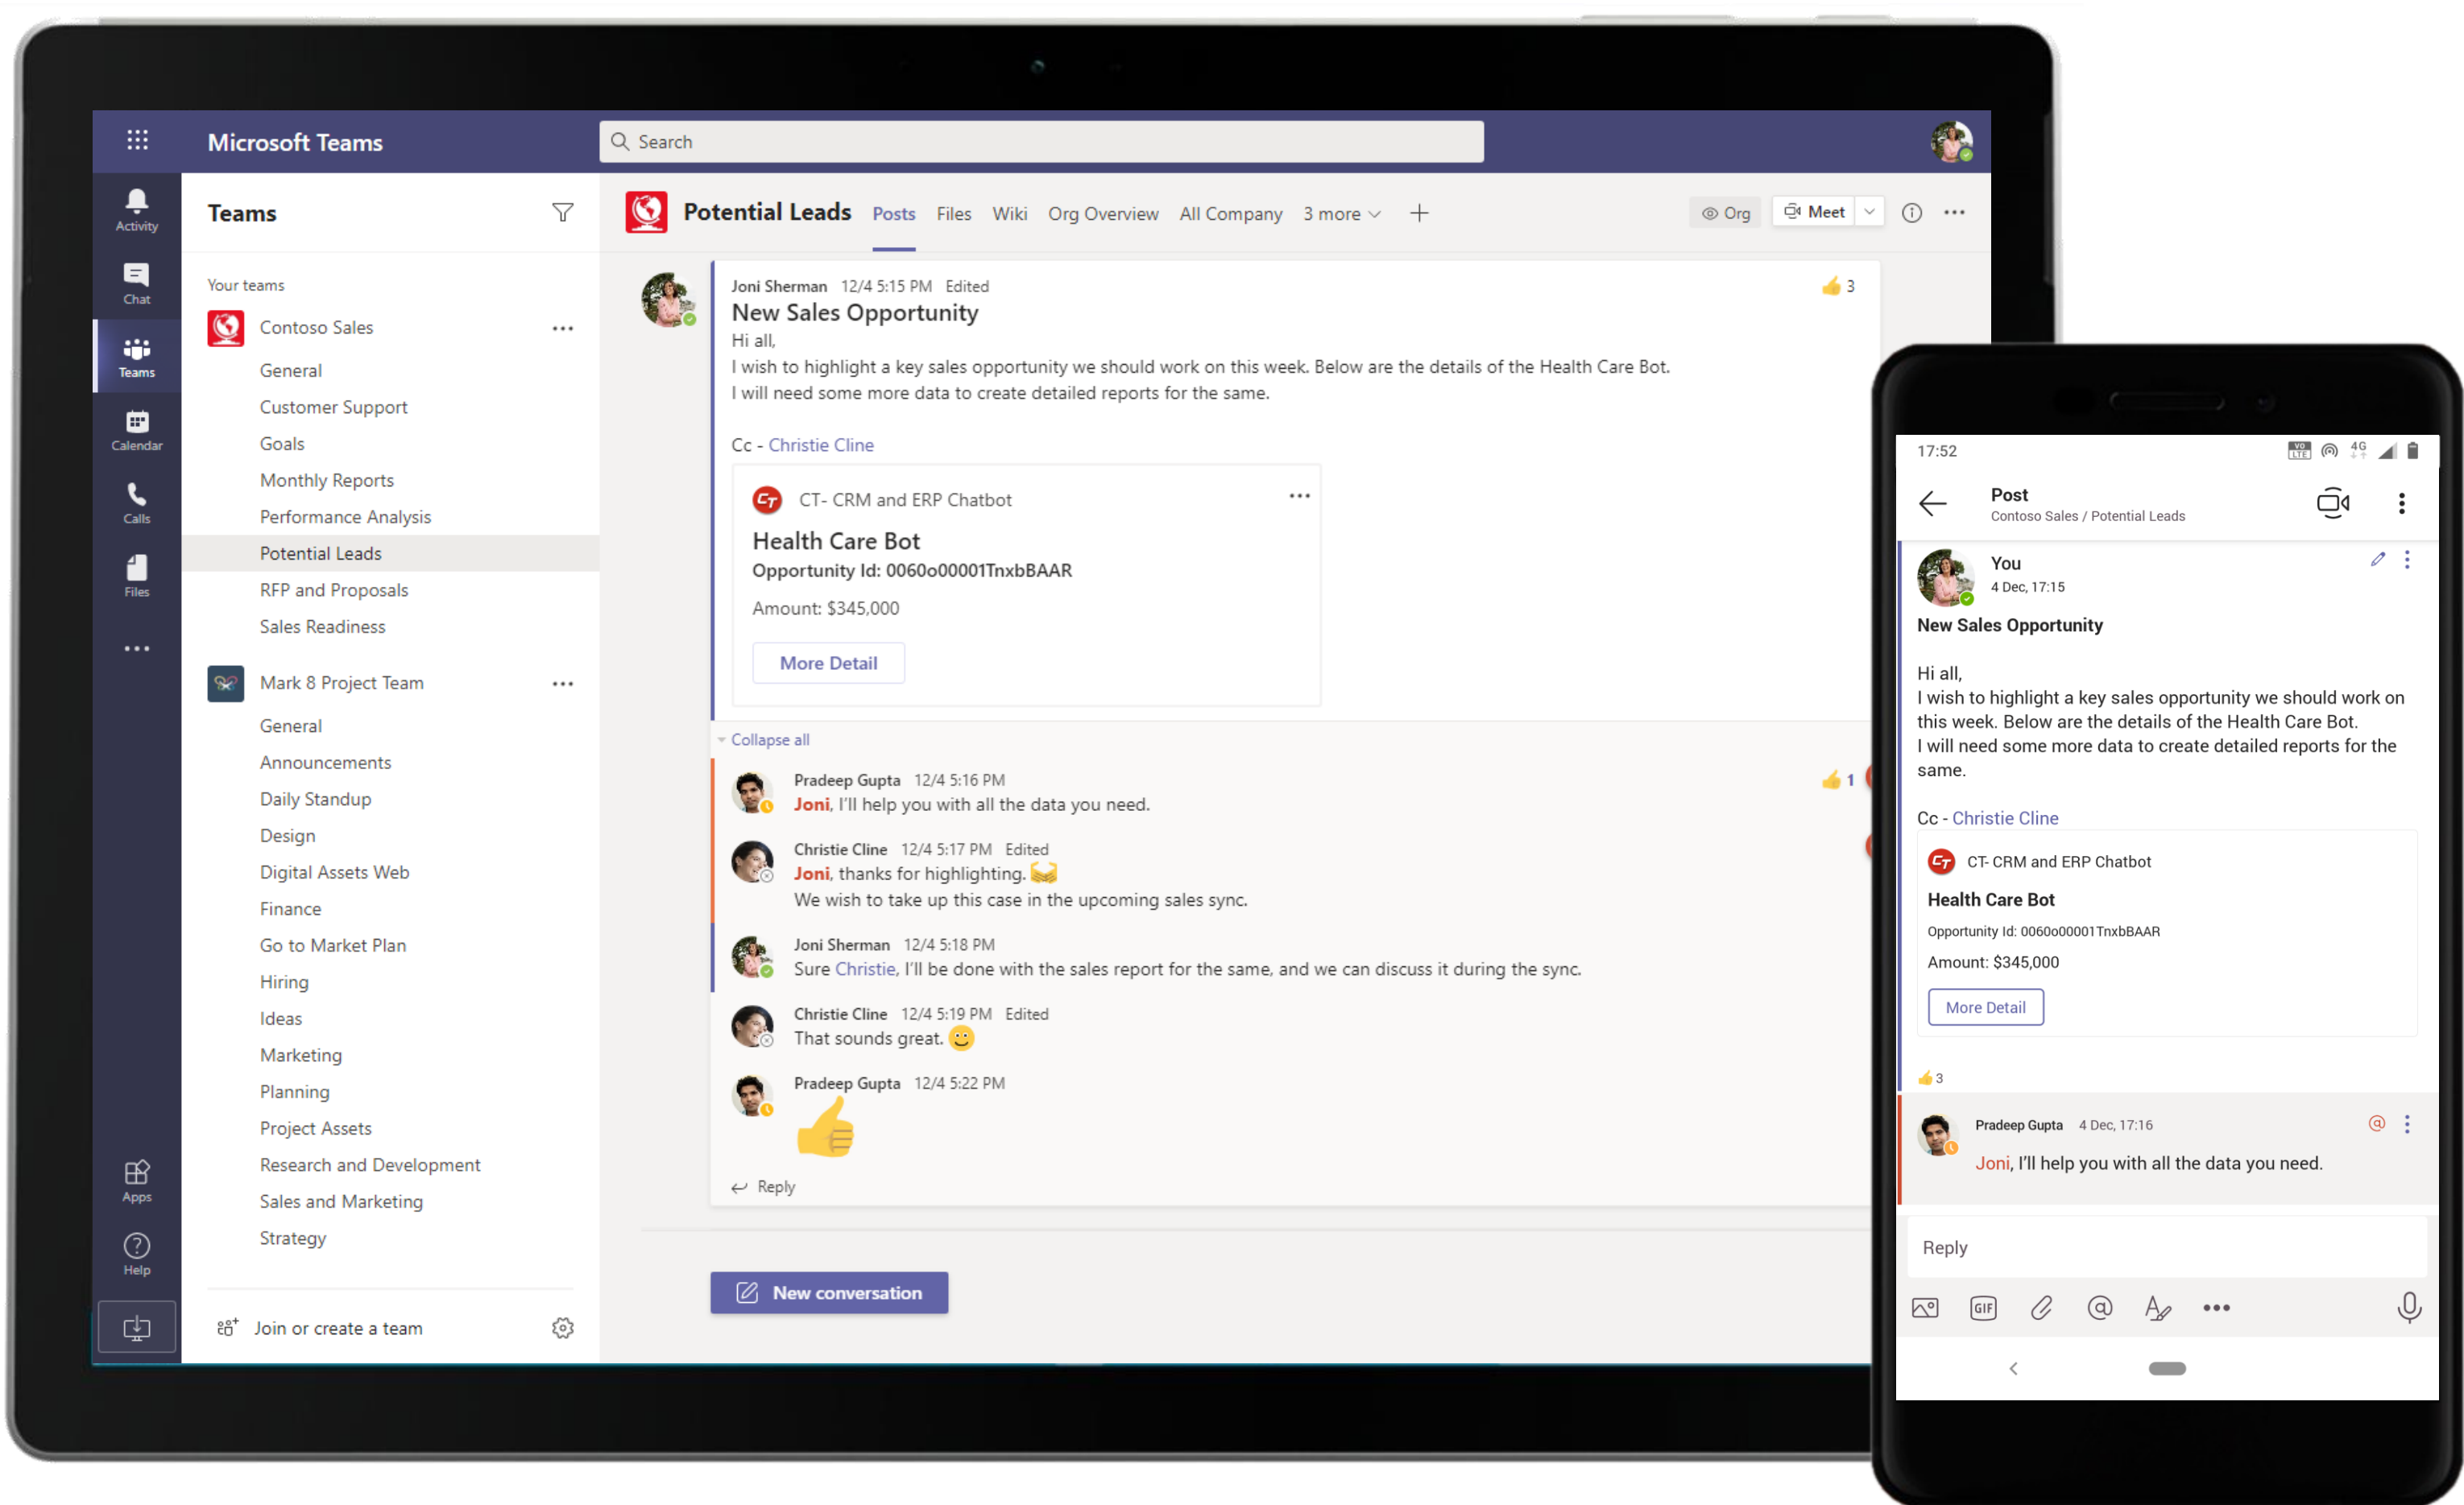 Microsoft Teams
Search
Activity
Chat
Teams
Calendar
Calls
Files
Apps
Help
Teams
Your teams
Contoso Sales
General
Customer Support
Goals
Monthly Reports
Performance Analysis
Potential Leads
RFP and Proposals
Sales Readiness
Mark 8 Project Team
General
Announcements
Daily Standup
Design
Digital Assets Web
Finance
Go to Market Plan
Hiring
Ideas
Marketing
Planning
Project Assets
Research and Development
Sales and Marketing
Strategy
Join or create a team
Potential Leads Posts Files Wiki Org Overview All Company 3 more
Org Meet
Joni Sherman 12/4 5:15 PM Edited 3
New Sales Opportunity
Hi all,
I wish to highlight a key sales opportunity we should work on this week. Below are the details of the Health Care Bot.
I will need some more data to create detailed reports for the same.
Cc - Christie Cline
CT CT- CRM and ERP Chatbot
Health Care Bot
Opportunity Id: 0060o00001TnxbBAAR
Amount: $345,000
More Detail
Collapse all
Pradeep Gupta 12/4 5:16 PM 1
Joni, I'll help you with all the data you need.
Christie Cline 12/4 5:17 PM Edited
Joni, thanks for highlighting.
We wish to take up this case in the upcoming sales sync.
Joni Sherman 12/4 5:18 PM
Sure Christie, I'll be done with the sales report for the same, and we can discuss it during the sync.
Christie Cline 12/4 5:19 PM Edited
That sounds great.
Pradeep Gupta 12/4 5:22 PM
Reply
New conversation
17:52 VO LTE 4G
Post
Contoso Sales / Potential Leads
You
4 Dec, 17:15
New Sales Opportunity
Hi all,
I wish to highlight a key sales opportunity we should work on
this week. Below are the details of the Health Care Bot.
I will need some more data to create detailed reports for the
same.
Cc - Christie Cline
CT CT- CRM and ERP Chatbot
Health Care Bot
Opportunity Id: 0060o00001TnxbBAAR
Amount: $345,000
More Detail
3
Pradeep Gupta 4 Dec, 17:16 @
Joni, I'll help you with all the data you need.
Reply
GIF @